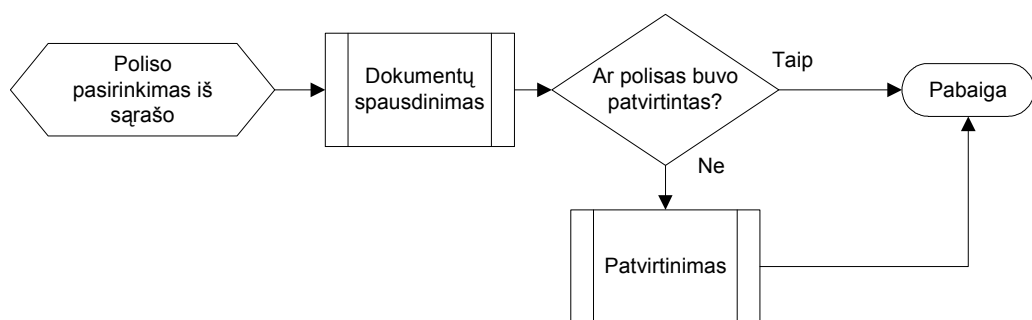 Poliso
pasirinkimas iš
sąrašo
Dokumentų
spausdinimas
Ar polisas buvo
patvirtintas?
Taip
Pabaiga
Ne
Patvirtinimas